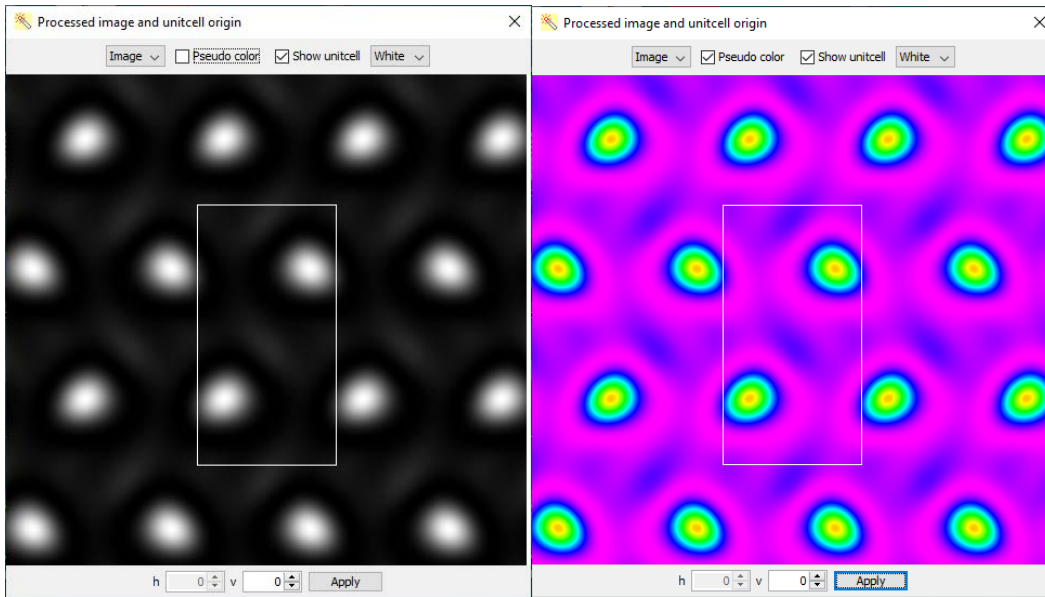 Processed image and unitcell origin
Image Pseudo color Show unitcell White
h 0 v 0 Apply
Processed image and unitcell origin
Image Pseudo color Show unitcell White
h 0 v 0 Apply